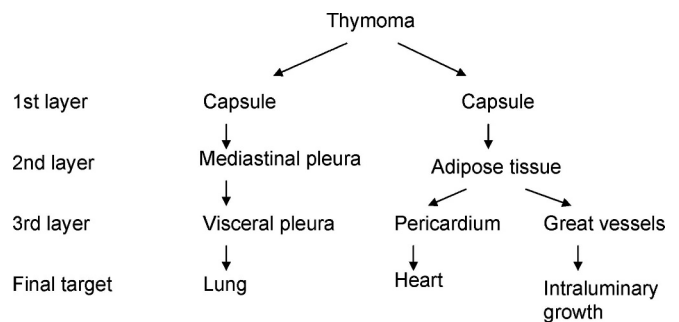 Thymoma
1st layer Capsule Capsule
2nd layer Mediastinal pleura Adipose tissue
3rd layer Visceral pleura Pericardium Great vessels
Final target Lung Heart Intraluminary
growth